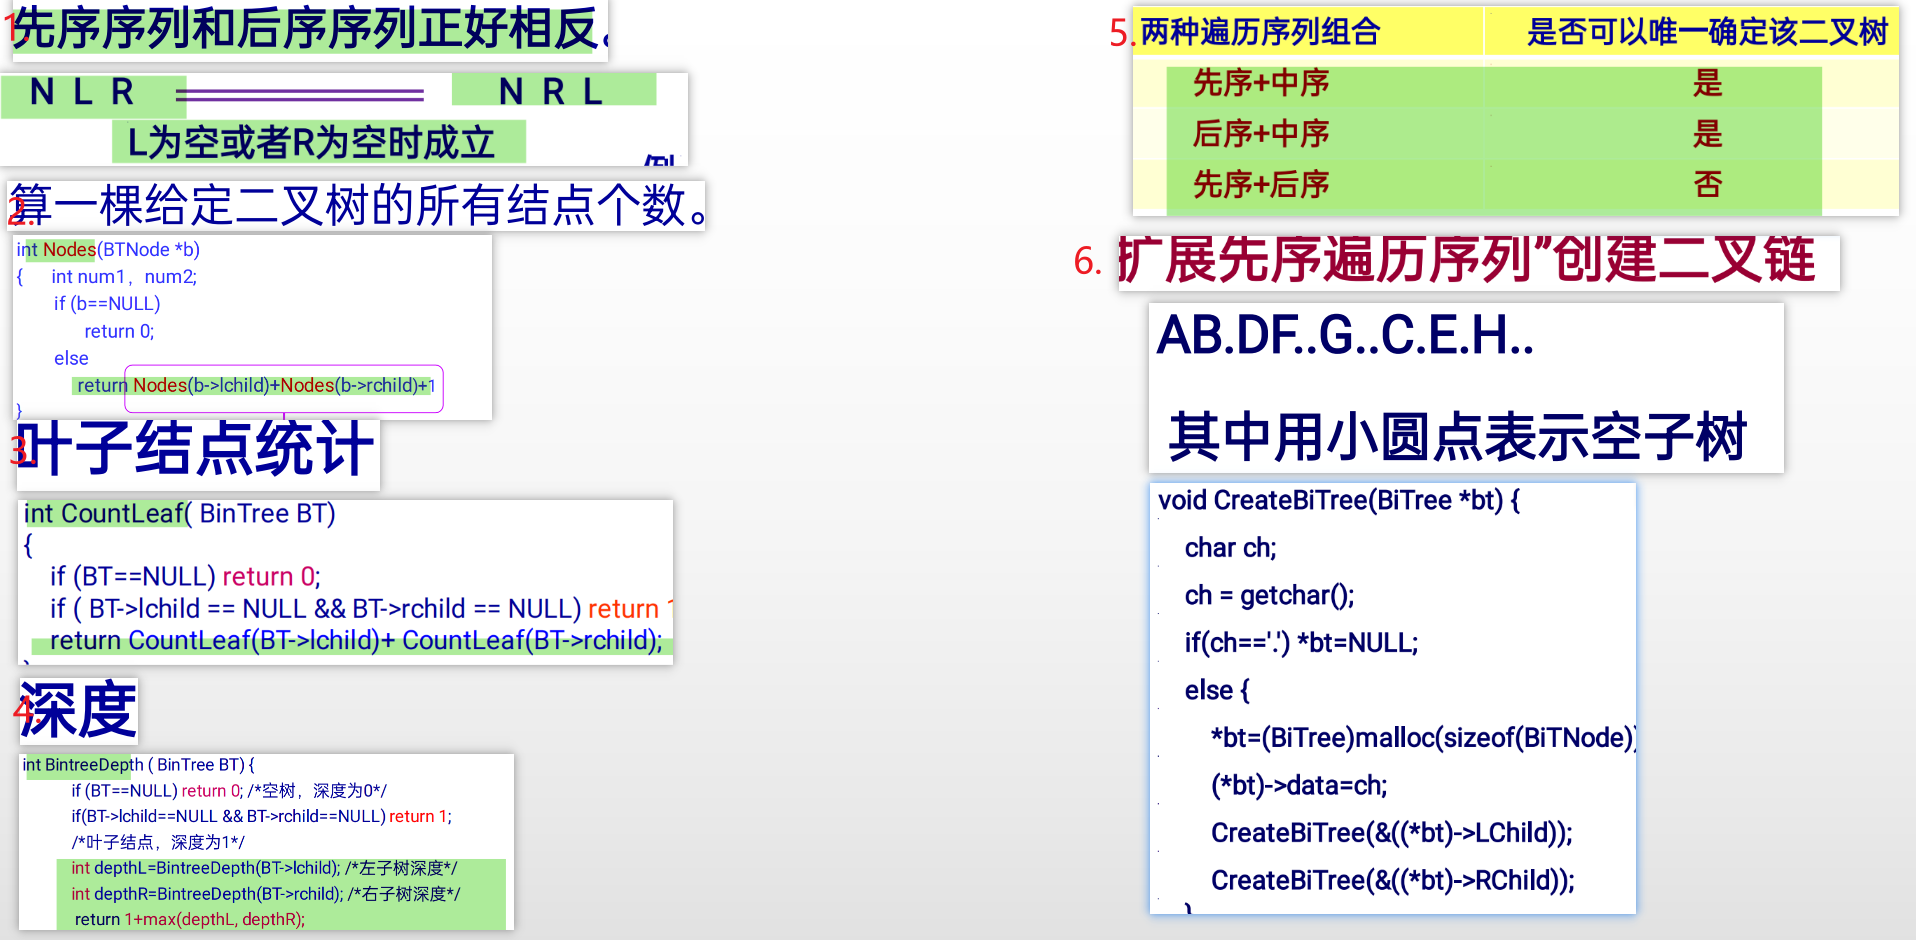 1.
先序序列和后序序列正好相反。
N L R N R L
L为空或者R为空时成立
2.
算一棵给定二叉树的所有结点个数。
int Nodes(BTNode *b)
{ int num1, num2;
if (b==NULL)
return 0;
else
return Nodes(b->lchild)+Nodes(b->rchild)+1
}
3.
叶子结点统计
int CountLeaf( BinTree BT)
{
if (BT==NULL) return 0;
if ( BT->lchild == NULL && BT->rchild == NULL) return 1
return CountLeaf(BT->lchild)+ CountLeaf(BT->rchild);
4.
深度
int BintreeDepth ( BinTree BT) {
if (BT==NULL) return 0; /*空树，深度为0*/
if(BT->lchild==NULL && BT->rchild==NULL) return 1;
/*叶子结点，深度为1*/
int depthL=BintreeDepth(BT->lchild); /*左子树深度*/
int depthR=BintreeDepth(BT->rchild); /*右子树深度*/
return 1+max(depthL, depthR);
5.
两种遍历序列组合 是否可以唯一确定该二叉树
先序+中序 是
后序+中序 是
先序+后序 否
6.
扩展先序遍历序列”创建二叉链
AB.DF..G..C.E.H..
其中用小圆点表示空子树
void CreateBiTree(BiTree *bt) {
char ch;
ch = getchar();
if(ch=='.') *bt=NULL;
else {
*bt=(BiTree)malloc(sizeof(BiTNode))
(*bt)->data=ch;
CreateBiTree(&((*bt)->LChild));
CreateBiTree(&((*bt)->RChild));
}